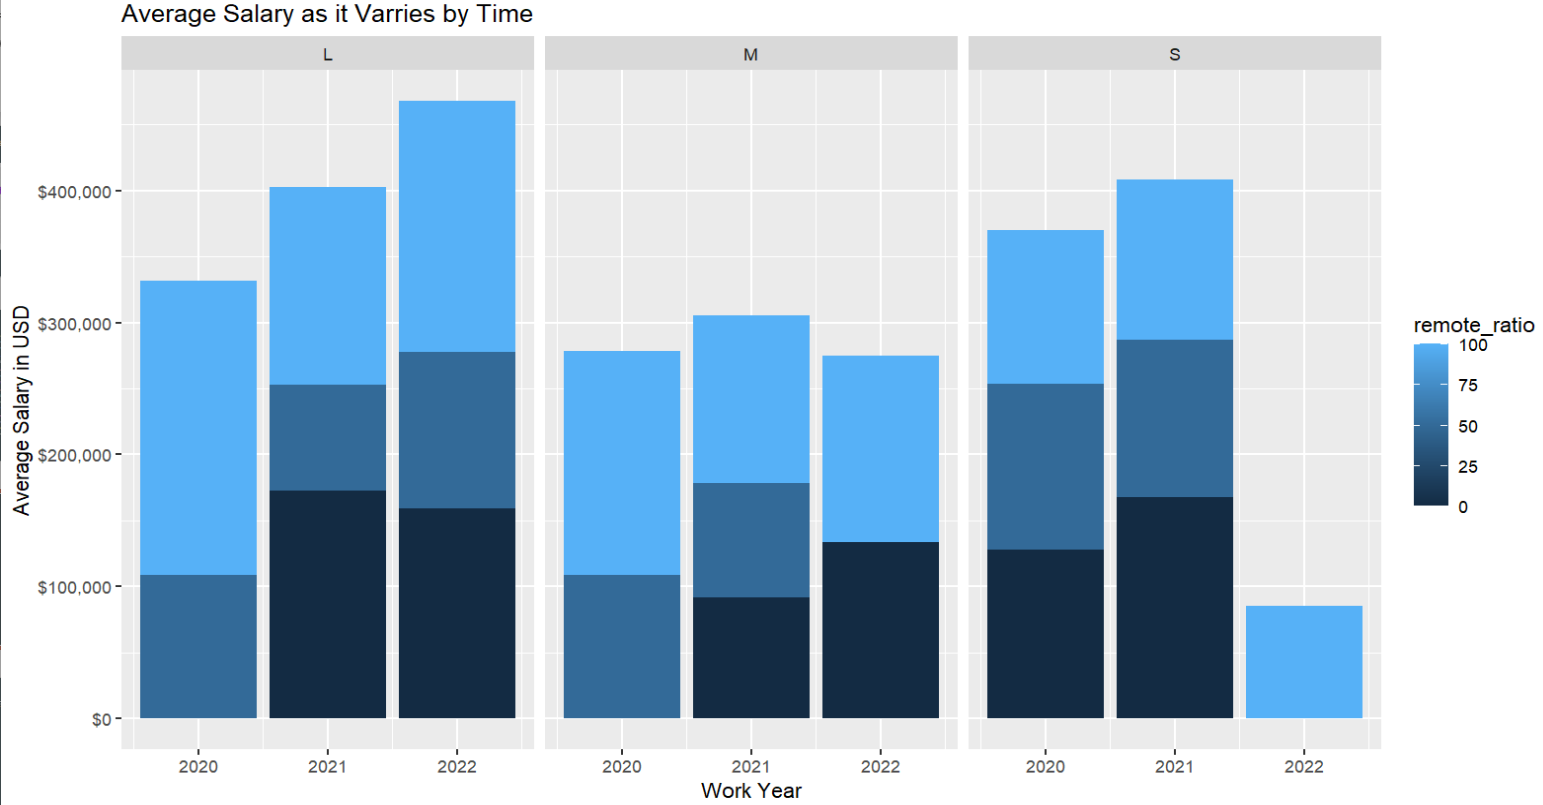 Average Salary as it Varries by Time
L
M
S
$400,000
$300,000
$200,000
$100,000
$0
Average Salary in USD
2020
2021
2022
2020
2021
2022
2020
2021
2022
Work Year
remote_ratio
100
75
50
25
0